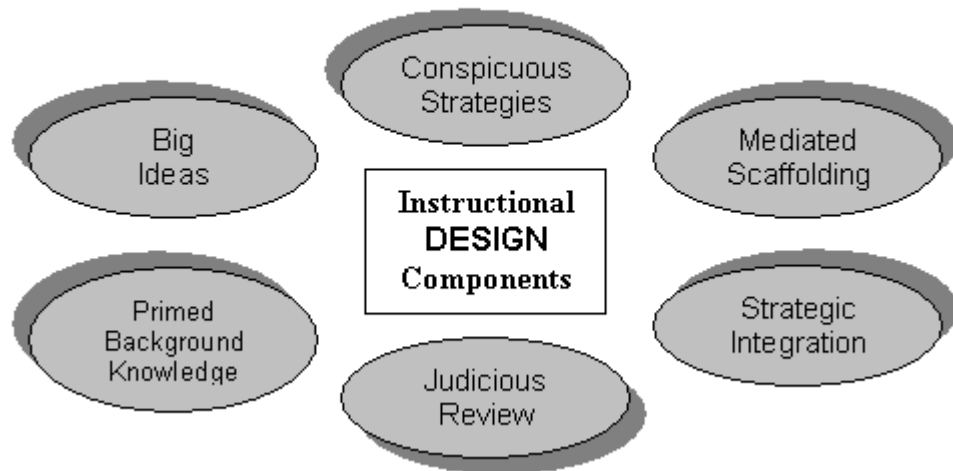 Conspicuous
Strategies
Big
Ideas
Mediated
Scaffolding
Instructional
DESIGN
Components
Primed
Background
Knowledge
Strategic
Integration
Judicious
Review